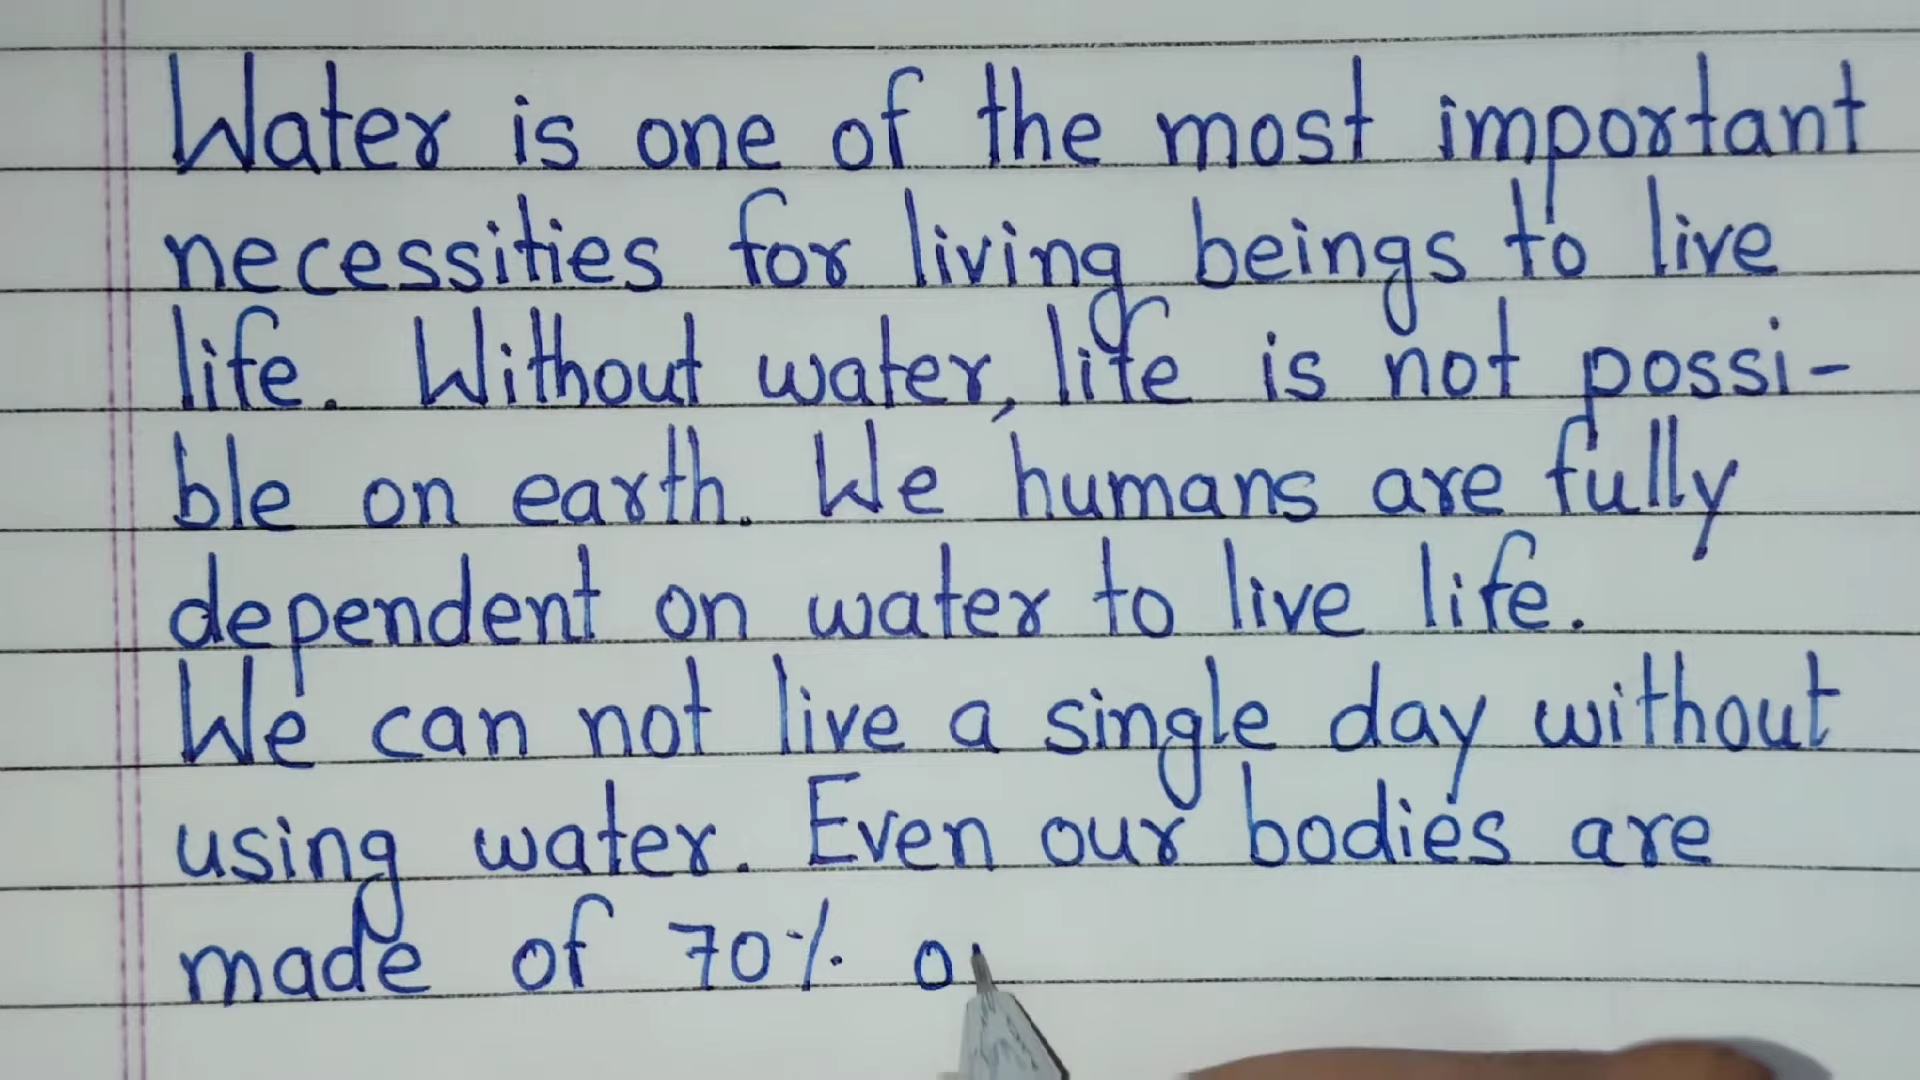 Water is one of the most important
necessities for living beings to live
life. Without water, life is not possi-
ble on earth. We humans are fully
dependent on water to live life.
We can not live a single day without
using water. Even our bodies are
made of 70% o